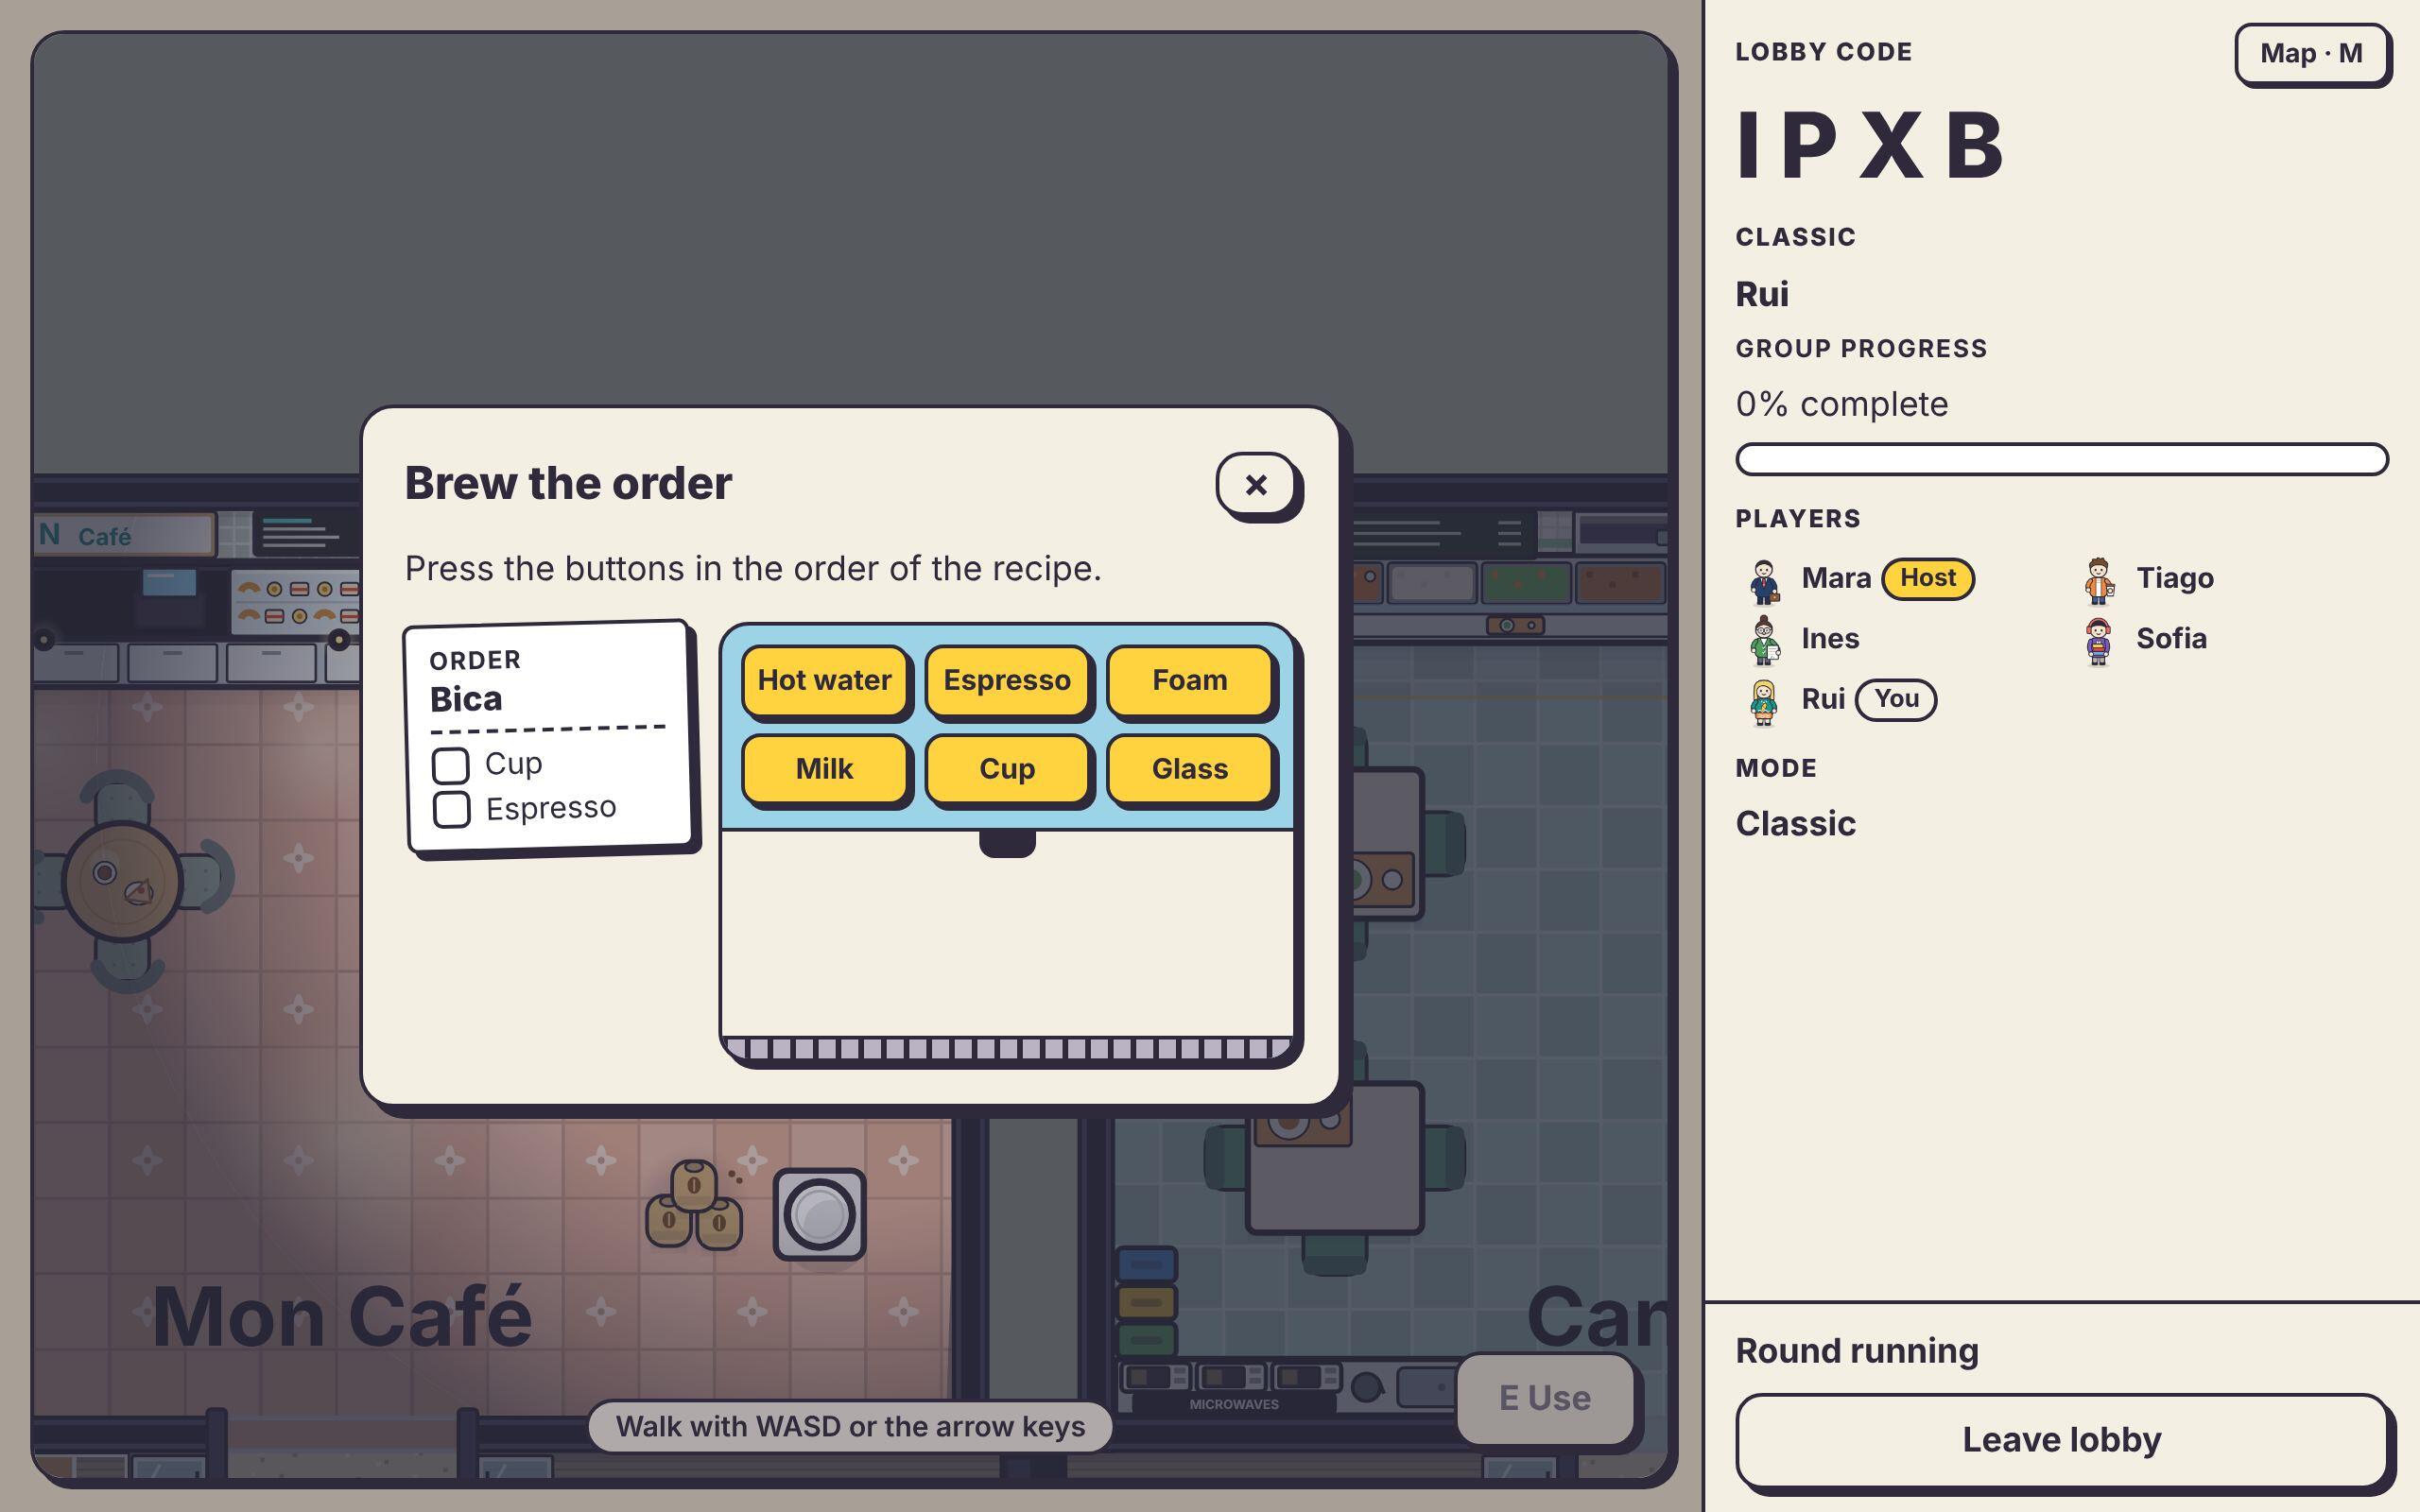 LOBBY CODE
Map · M
IPXB
CLASSIC
Rui
GROUP PROGRESS
0% complete
PLAYERS
Mara Host
Tiago
Ines
Sofia
Rui You
MODE
Classic
Round running
Leave lobby
N Café
Brew the order
×
Press the buttons in the order of the recipe.
ORDER
Bica
Cup
Espresso
Hot water
Espresso
Foam
Milk
Cup
Glass
Mon Café
Can
MICROWAVES
E Use
Walk with WASD or the arrow keys